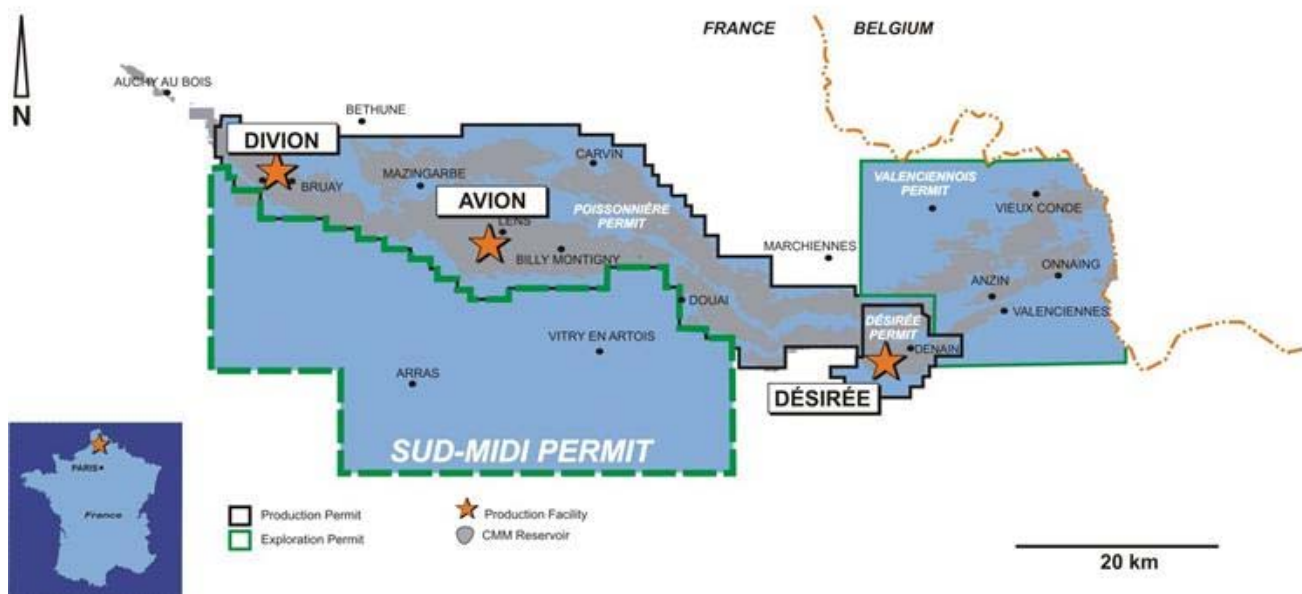 FRANCE
BELGIUM
N
AUCHY AU BOIS
BETHUNE
DIVION
BRUAY
MAZINGARBE
CARVIN
AVION
LENS
POISSONNIÈRE
PERMIT
BILLY MONTIGNY
MARCHIENNES
VALENCIENNOIS
PERMIT
VIEUX CONDE
ONNAING
ANZIN
VALENCIENNES
DOUAI
DÉSIRÉE
PERMIT
DENAIN
VITRY EN ARTOIS
ARRAS
DÉSIRÉE
SUD-MIDI PERMIT
PARIS
France
Production Permit
Exploration Permit
Production Facility
CMM Reservoir
20 km